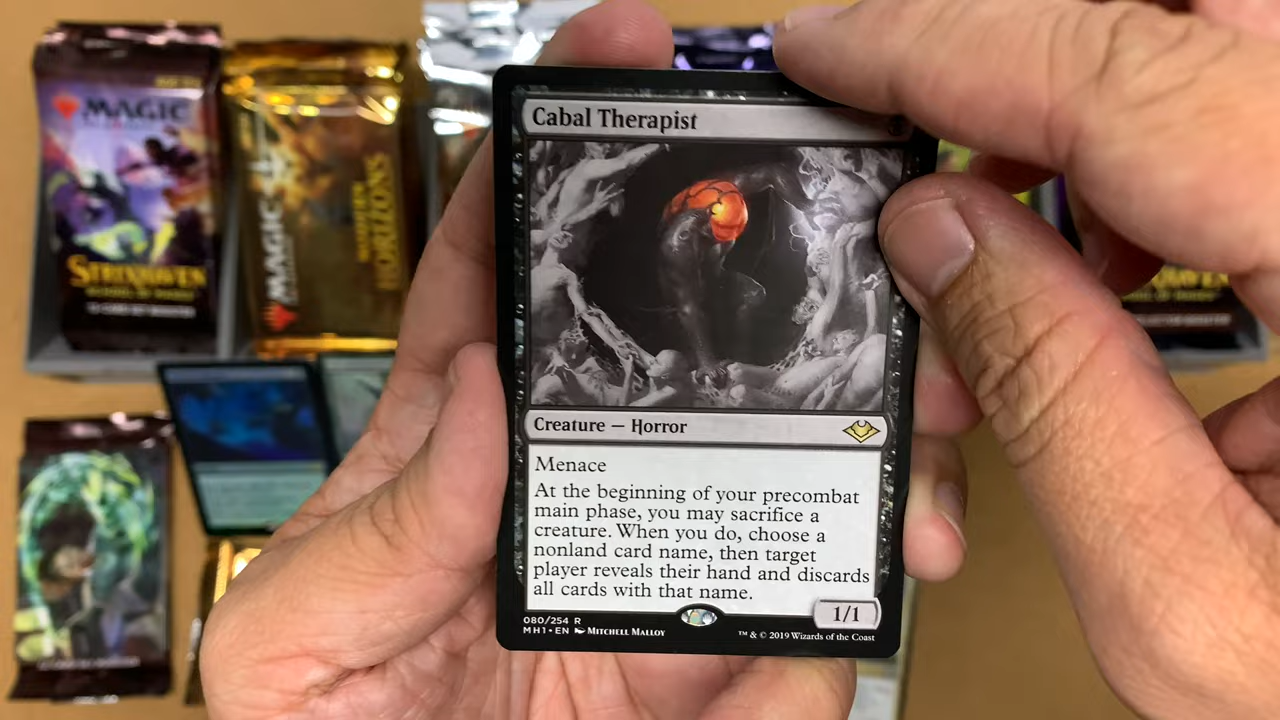 MAGIC
STRIXHAVEN
MAGIC
HORIZONS
Cabal Therapist
Creature — Horror
Menace
At the beginning of your precombat
main phase, you may sacrifice a
creature. When you do, choose a
nonland card name, then target
player reveals their hand and discards
all cards with that name.
1/1
080/254 R
MH1 • EN Mitchell Malloy
™ & © 2019 Wizards of the Coast